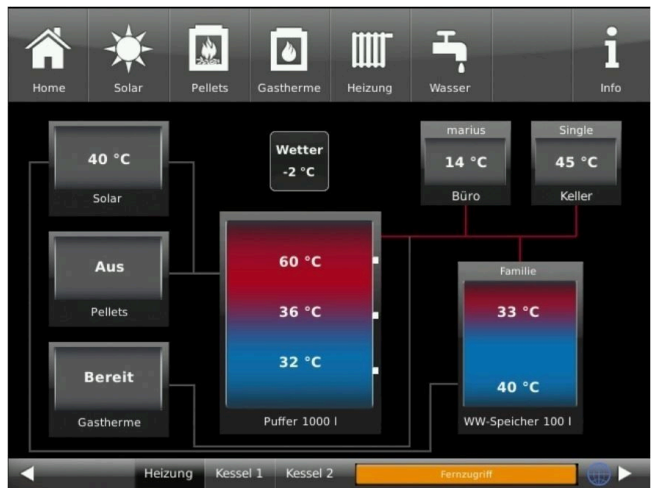 Home Solar Pellets Gastherme Heizung Wasser Info
40 °C
Solar
Wetter
-2 °C
marius
14 °C
Büro
Single
45 °C
Keller
Aus
Pellets
60 °C
36 °C
32 °C
Puffer 1000 l
Familie
33 °C
40 °C
WW-Speicher 100 l
Bereit
Gastherme
Heizung Kessel 1 Kessel 2 Fernzugriff